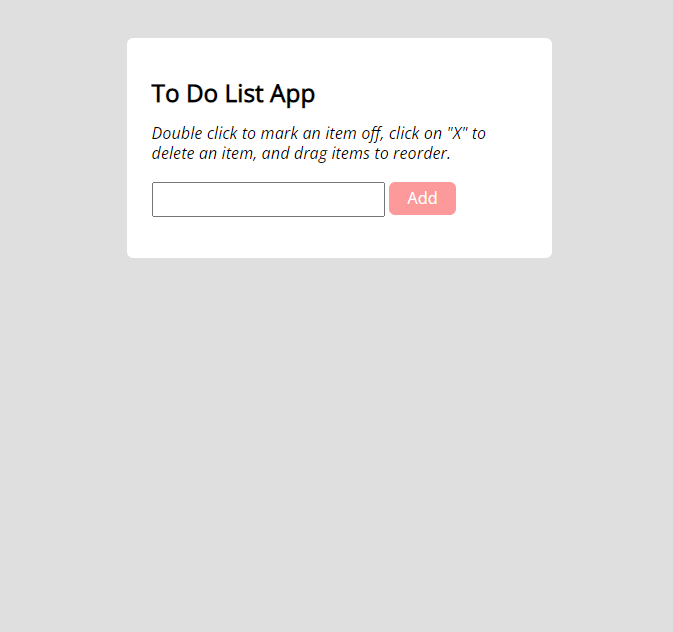 To Do List App
Double click to mark an item off, click on "X" to
delete an item, and drag items to reorder.
Add